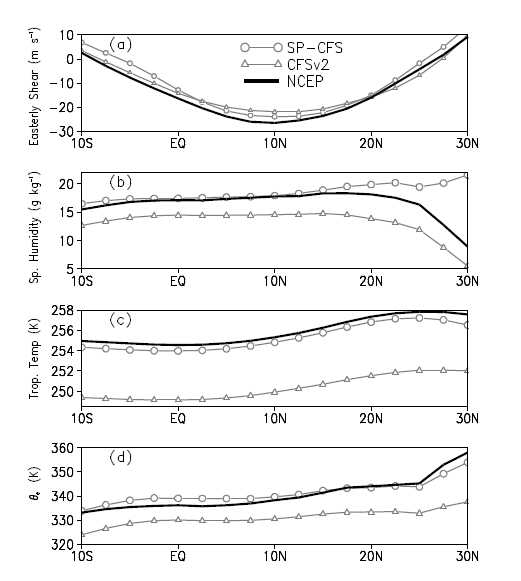 Easterly Shear (m s⁻¹)
10
0
-10
-20
-30
(a)
SP-CFS
CFSv2
NCEP
10S EQ 10N 20N 30N
Sp. Humidity (g kg⁻¹)
20
15
10
5
(b)
10S EQ 10N 20N 30N
Trop. Temp (K)
258
256
254
252
250
(c)
10S EQ 10N 20N 30N
θₑ (K)
360
350
340
330
320
(d)
10S EQ 10N 20N 30N